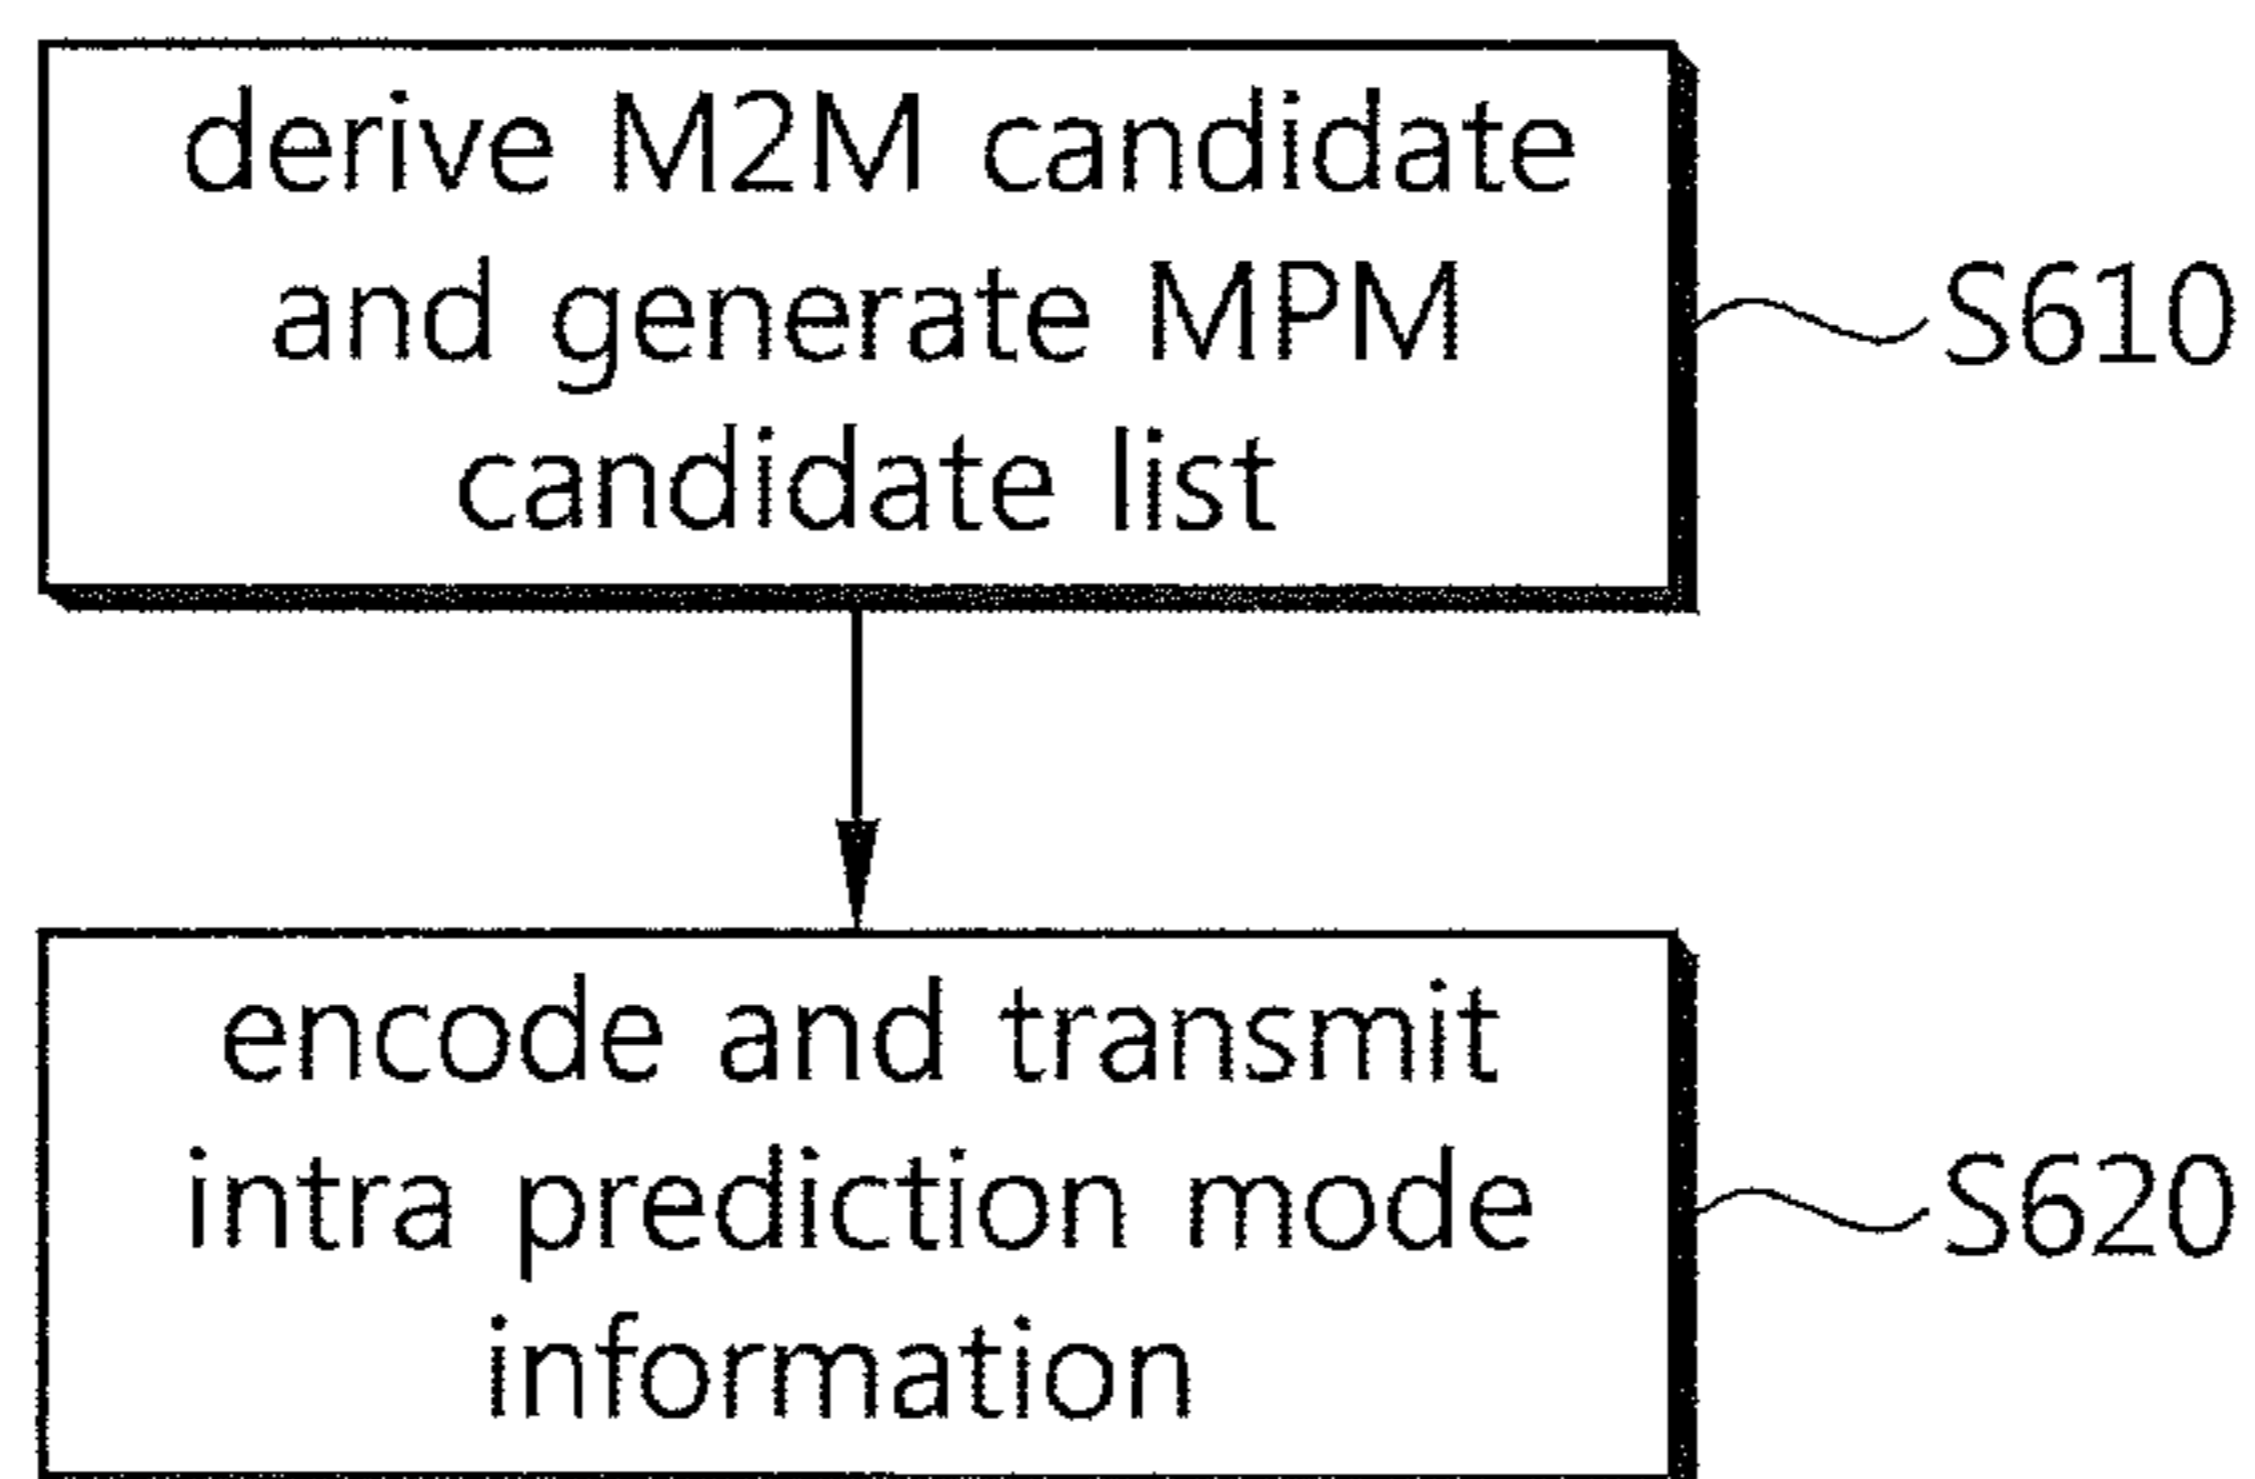 derive M2M candidate
and generate MPM
candidate list
S610
encode and transmit
intra prediction mode
information
S620